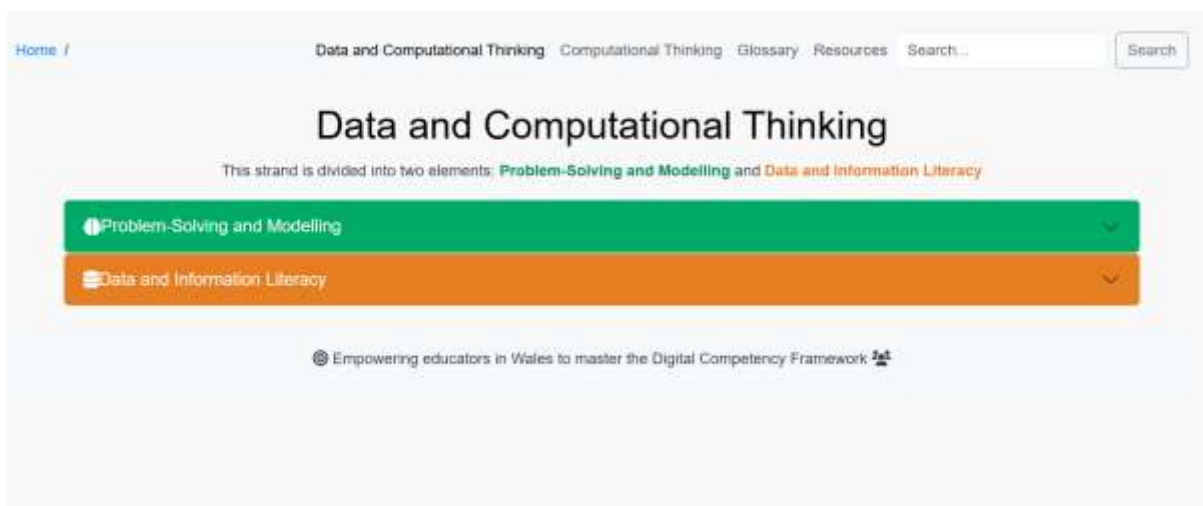 Home / Data and Computational Thinking Computational Thinking Glossary Resources Search... Search
Data and Computational Thinking
This strand is divided into two elements: Problem-Solving and Modelling and Data and Information Literacy
Problem-Solving and Modelling
Data and Information Literacy
Empowering educators in Wales to master the Digital Competency Framework